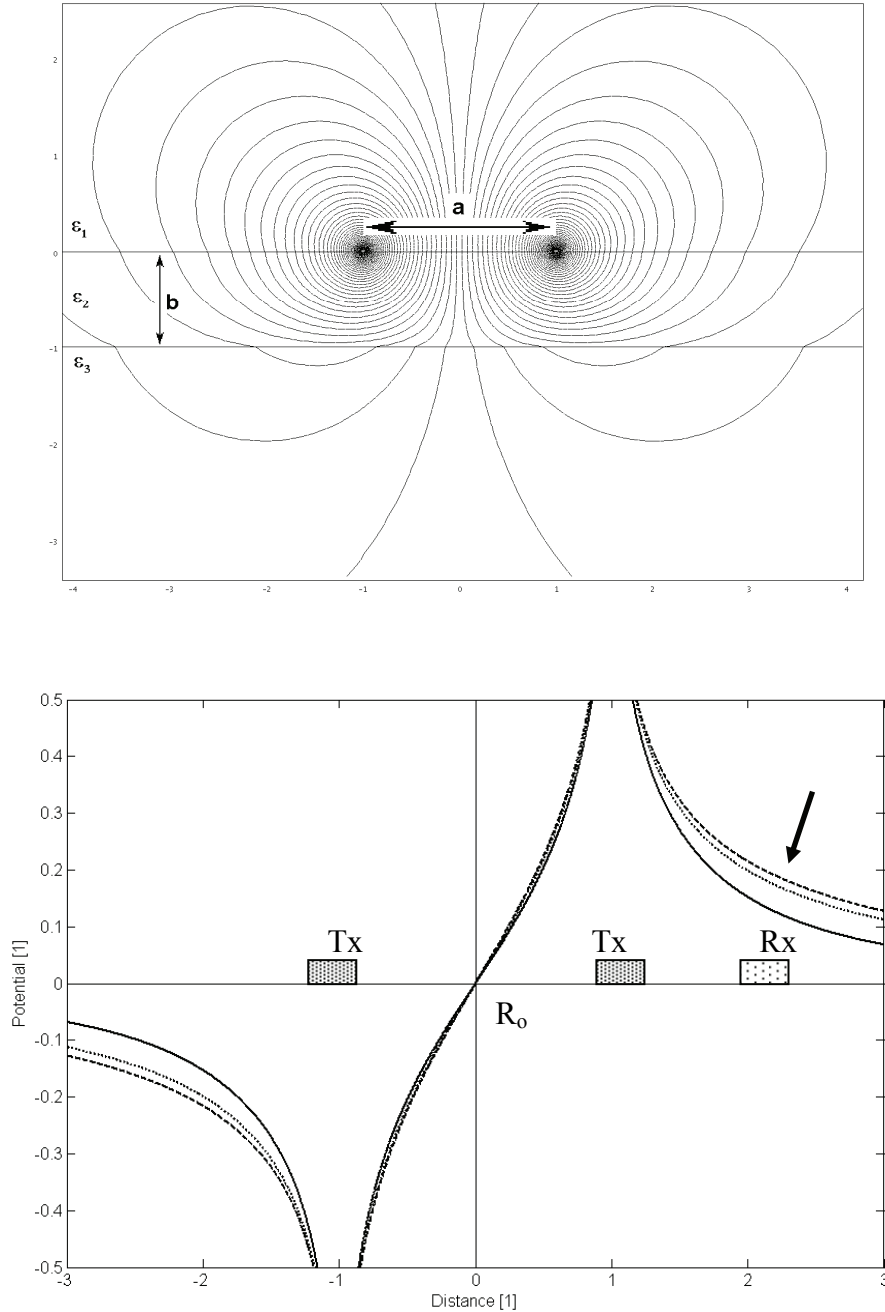 2
1
a
ε1
0
ε2
b
-1
ε3
-2
-3
-4 -3 -2 -1 0 1 2 3 4
0.5
0.4
0.3
0.2
0.1
Tx Tx Rx
0
Ro
-0.1
-0.2
-0.3
-0.4
-0.5
-3 -2 -1 0 1 2 3
Potential [1]
Distance [1]